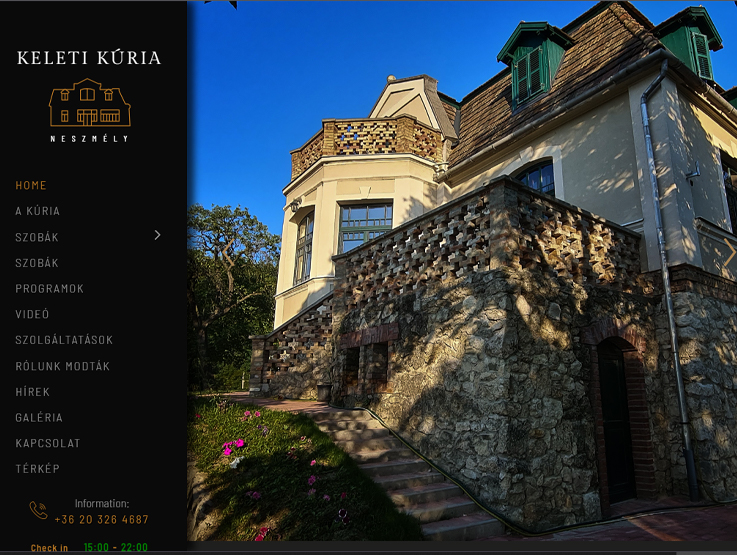 KELETI KÚRIA
NESZMÉLY
HOME
A KÚRIA
SZOBÁK
SZOBÁK
PROGRAMOK
VIDEÓ
SZOLGÁLTATÁSOK
RÓLUNK MODTÁK
HÍREK
GALÉRIA
KAPCSOLAT
TÉRKÉP
Information:
+36 20 326 4687
Check in 15:00 - 22:00